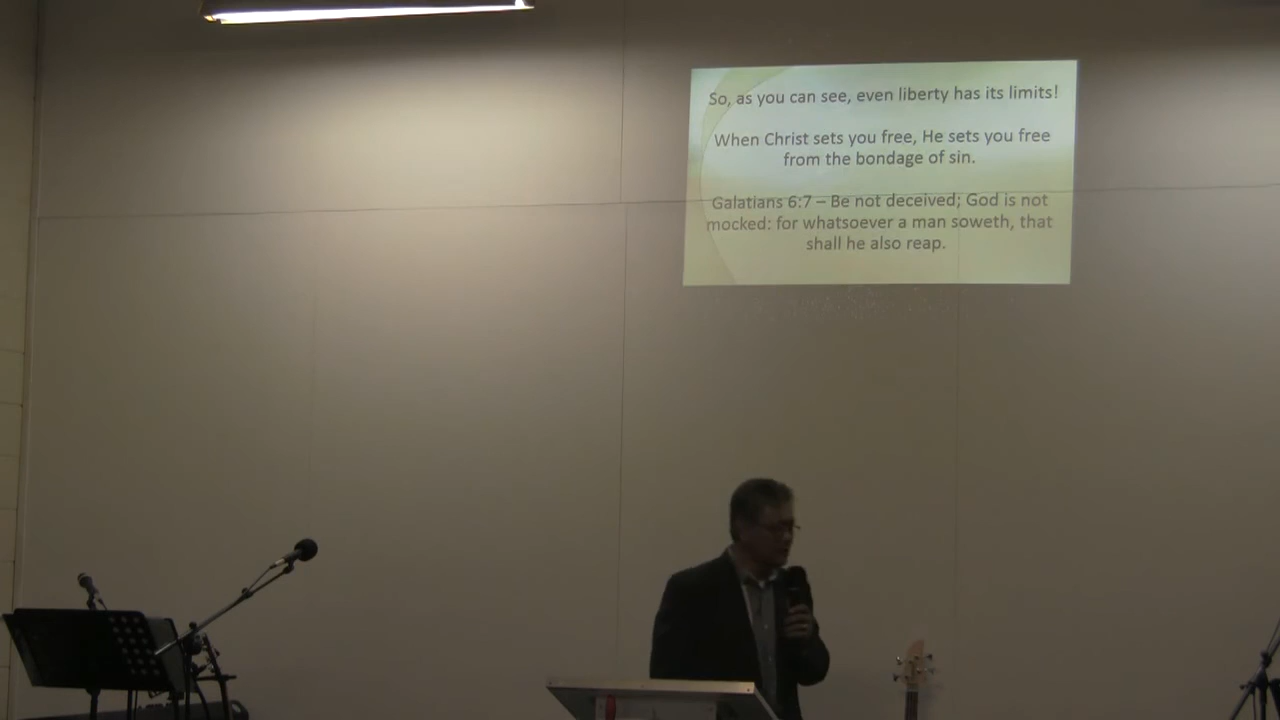 So, as you can see, even liberty has its limits!
When Christ sets you free, He sets you free
from the bondage of sin.
Galatians 6:7 – Be not deceived; God is not
mocked: for whatsoever a man soweth, that
shall he also reap.